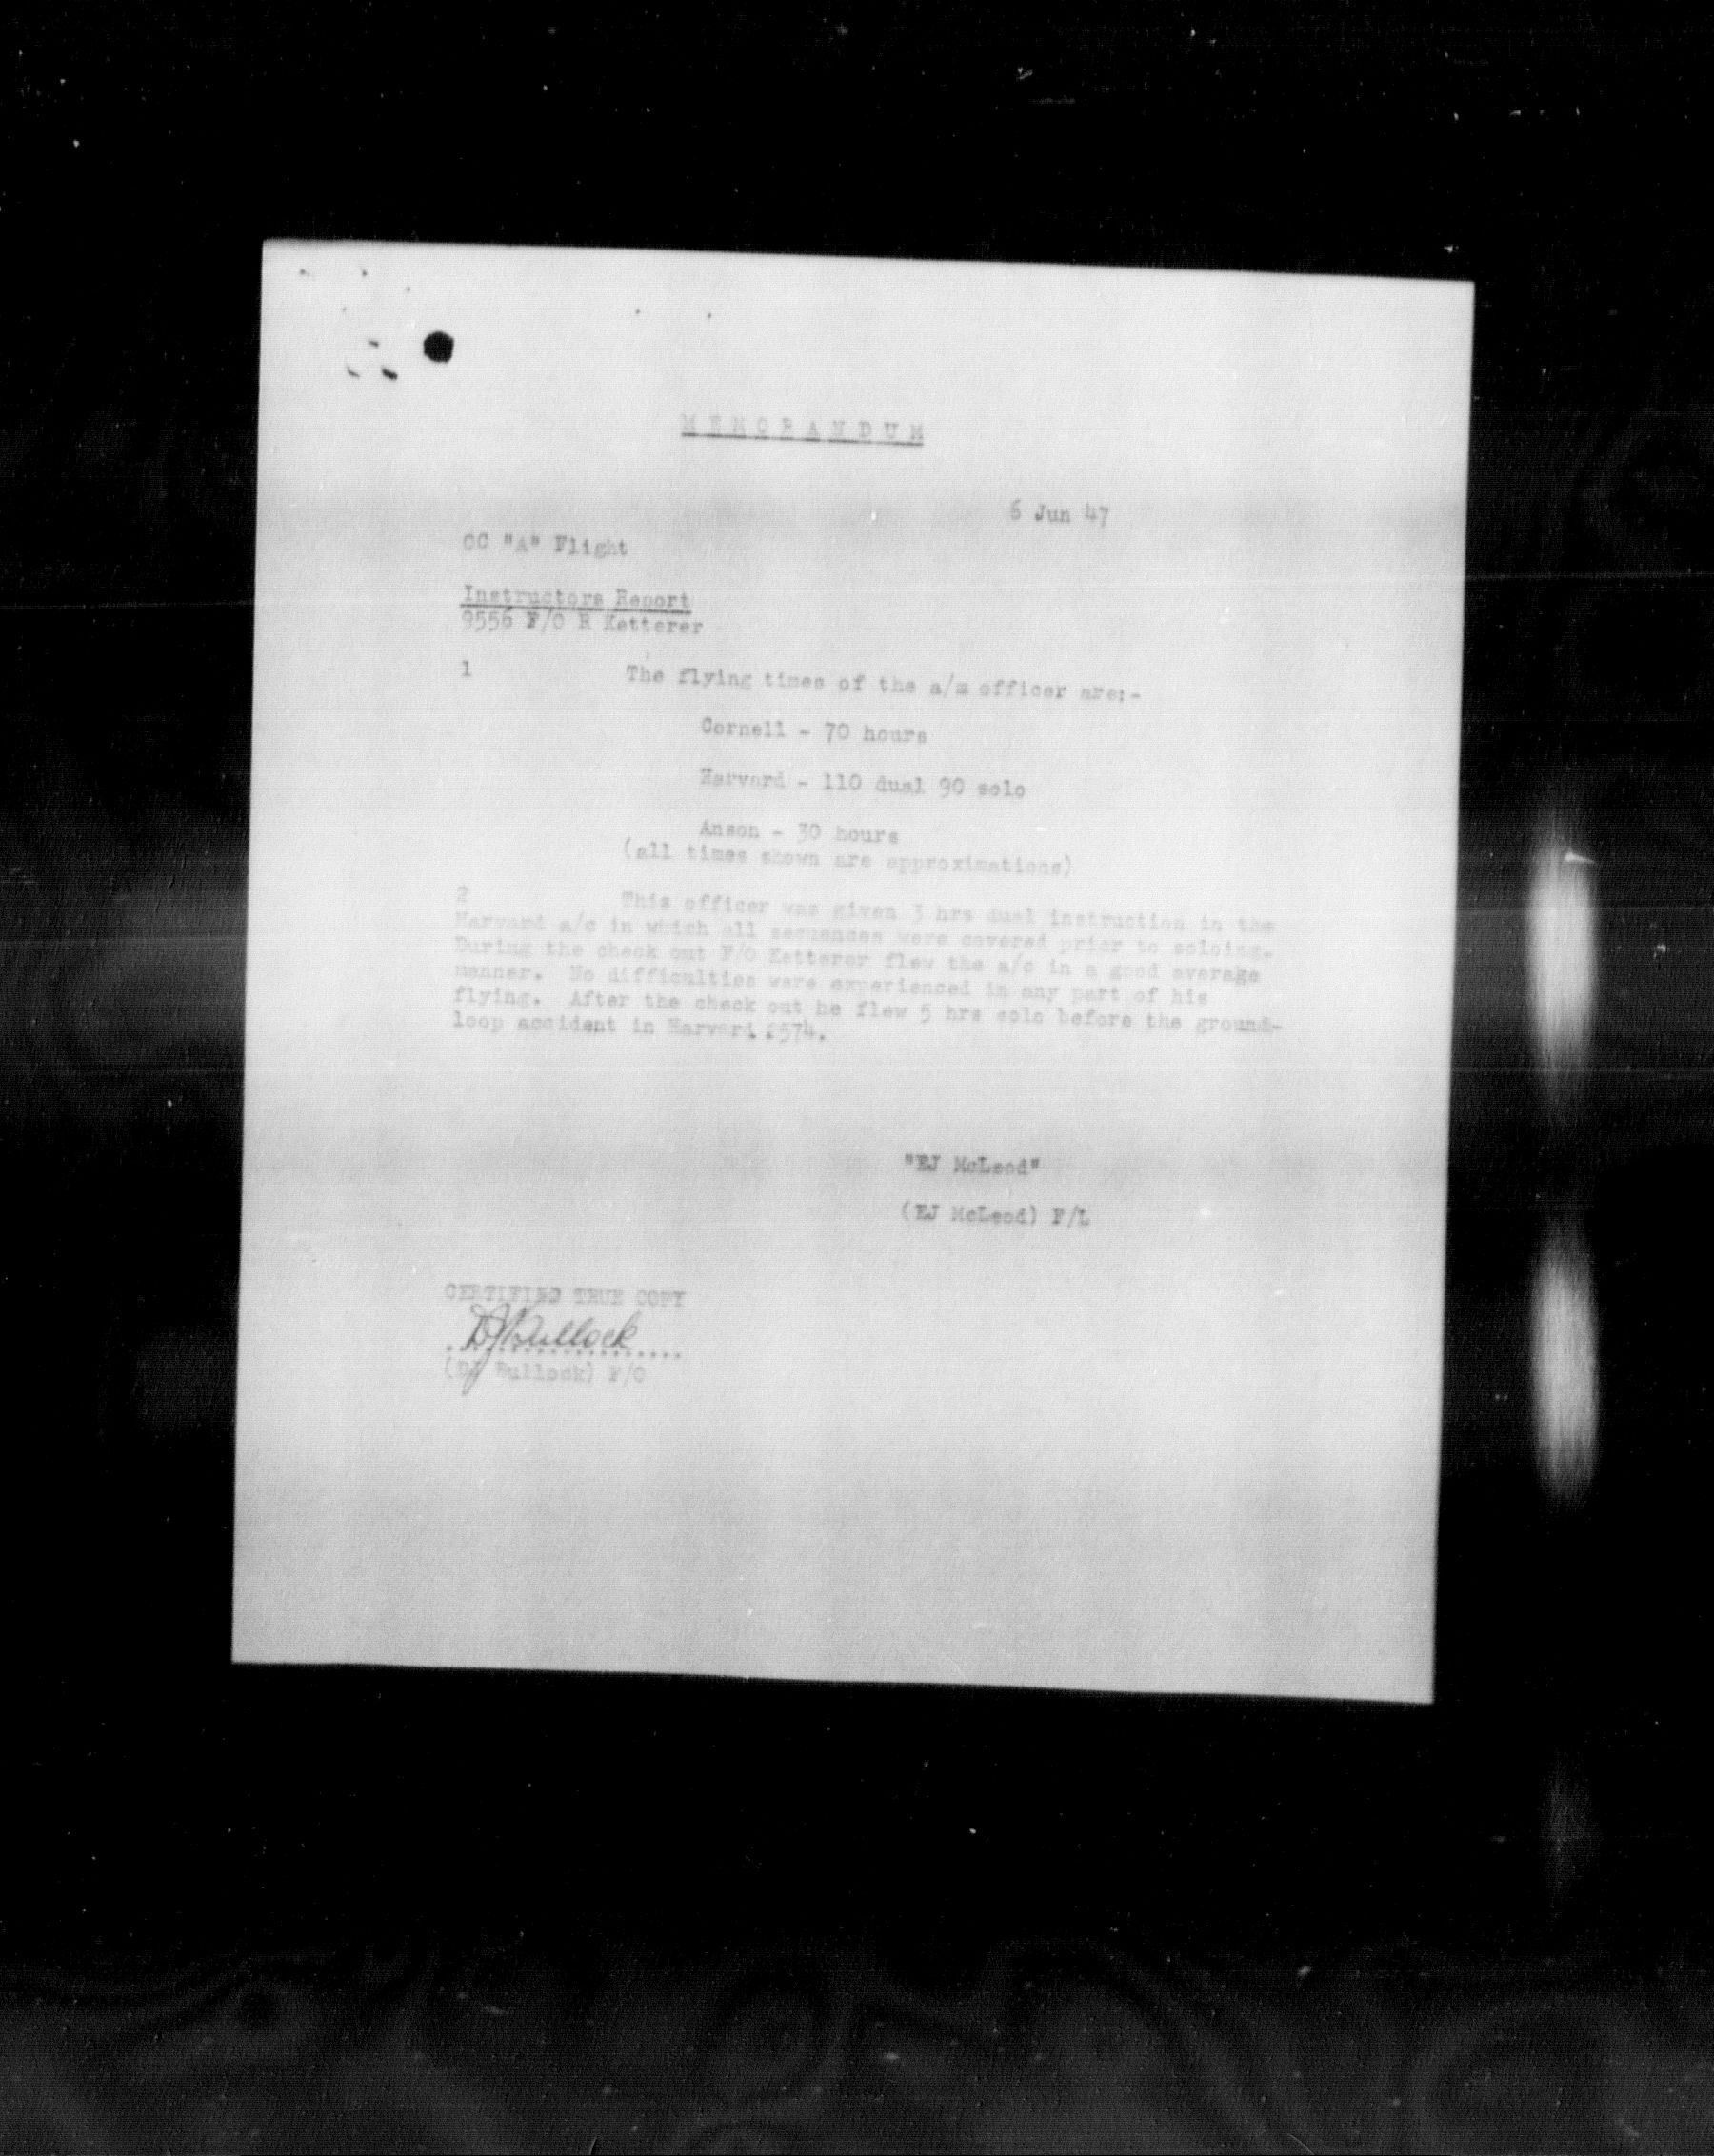 M E M O R A N D U M
6 Jun 47
OC "A" Flight
Instructors Report
9556 F/O R Ketterer
1 The flying times of the a/m officer are:-
Cornell - 70 hours
Harvard - 110 dual 90 solo
Anson - 30 hours
(all times shown are approximations)
2 This officer was given 3 hrs dual instruction in the
Harvard a/c in which all sequences were covered prior to soloing.
During the check out F/O Ketterer flew the a/c in a good average
manner. No difficulties were experienced in any part of his
flying. After the check out he flew 5 hrs solo before the ground-
loop accident in Harvard 2574.
"EJ McLeod"
(EJ McLeod) F/L
CERTIFIED TRUE COPY
DJ Bullock
(DJ Bullock) F/O